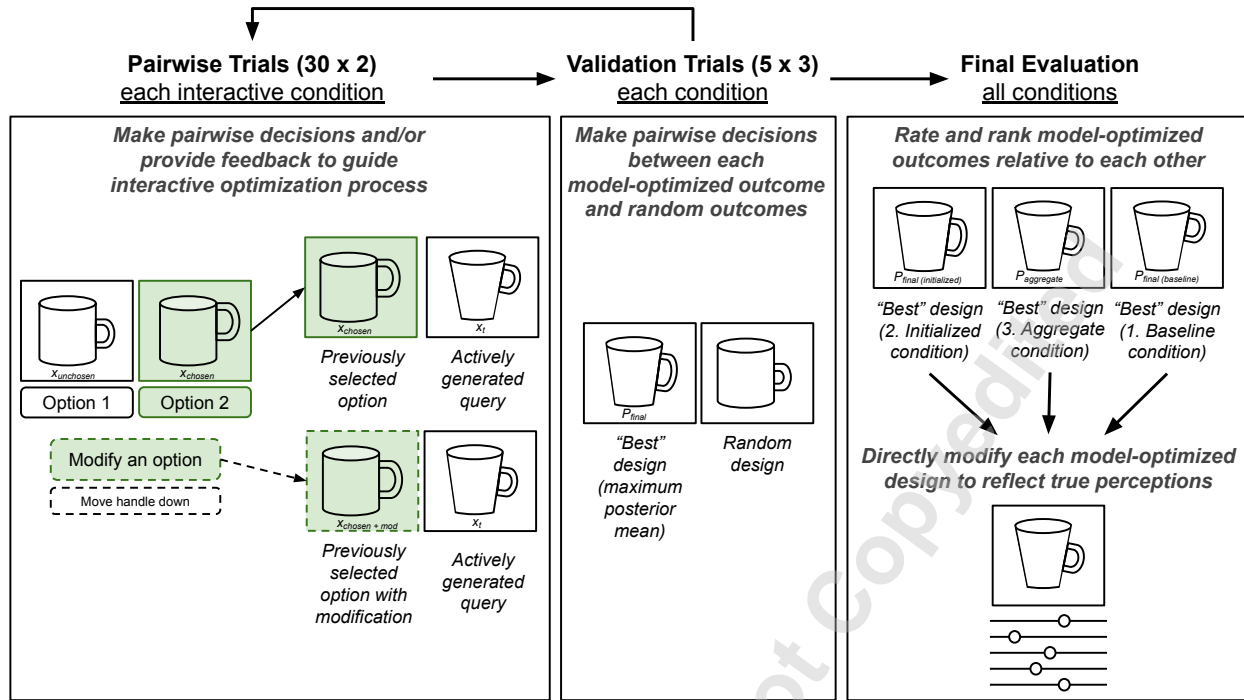 Pairwise Trials (30 x 2)
each interactive condition
Validation Trials (5 x 3)
each condition
Final Evaluation
all conditions
Make pairwise decisions and/or
provide feedback to guide
interactive optimization process
x_unchosen
x_chosen
Option 1
Option 2
x_chosen
x_t
Previously
selected
option
Actively
generated
query
Modify an option
Move handle down
x_chosen + mod
x_t
Previously
selected
option with
modification
Actively
generated
query
Make pairwise decisions
between each
model-optimized outcome
and random outcomes
P_final
"Best"
design
(maximum
posterior
mean)
Random
design
Rate and rank model-optimized
outcomes relative to each other
P_final (initialized)
P_aggregate
P_final (baseline)
“Best” design
(2. Initialized
condition)
“Best” design
(3. Aggregate
condition)
“Best” design
(1. Baseline
condition)
Directly modify each model-optimized
design to reflect true perceptions
ot Copyedited